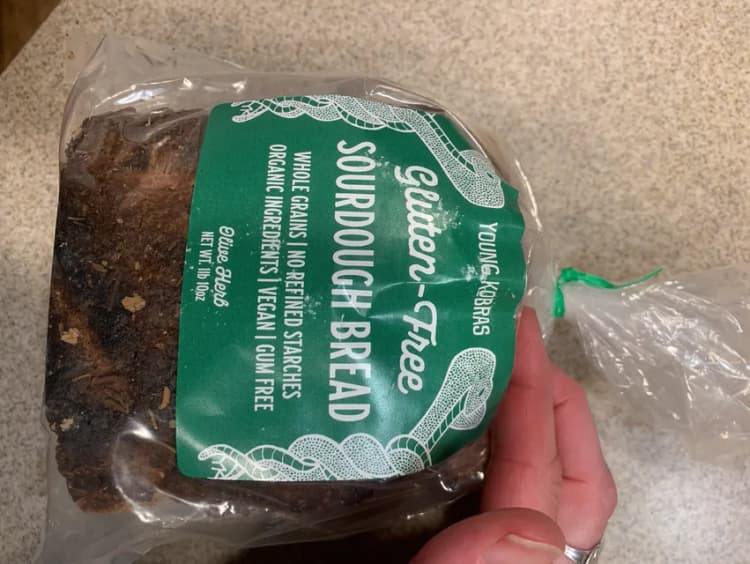 YOUNG KOBRAS
Gluten-Free
SOURDOUGH BREAD
WHOLE GRAINS | NO REFINED STARCHES
ORGANIC INGREDIENTS | VEGAN | GUM FREE
Olive Herb
NET WT. 1lb 10oz